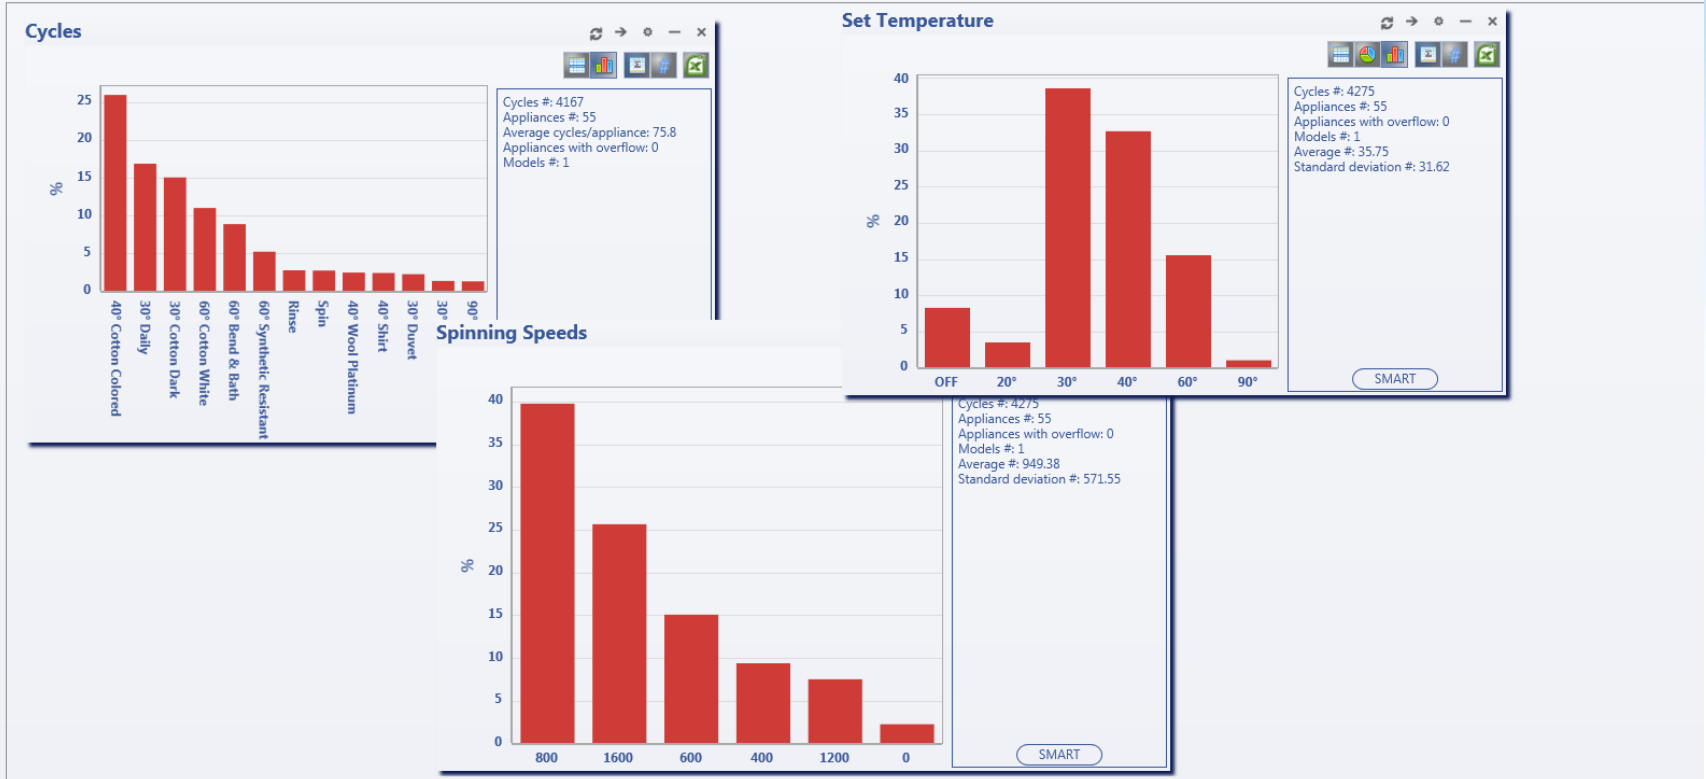 Cycles
%
25
20
15
10
5
0
40° Cotton Colored
30° Daily
30° Cotton Dark
60° Cotton White
60° Bend & Bath
60° Synthetic Resistant
Rinse
Spin
40° Wool Platinum
40° Shirt
30° Duvet
30°
90°
Cycles #: 4167
Appliances #: 55
Average cycles/appliance: 75.8
Appliances with overflow: 0
Models #: 1
Set Temperature
%
40
35
30
25
20
15
10
5
0
OFF 20° 30° 40° 60° 90°
Cycles #: 4275
Appliances #: 55
Appliances with overflow: 0
Models #: 1
Average #: 35.75
Standard deviation #: 31.62
SMART
Spinning Speeds
%
40
35
30
25
20
15
10
5
0
800 1600 600 400 1200 0
Cycles #: 4275
Appliances #: 55
Appliances with overflow: 0
Models #: 1
Average #: 949.38
Standard deviation #: 571.55
SMART